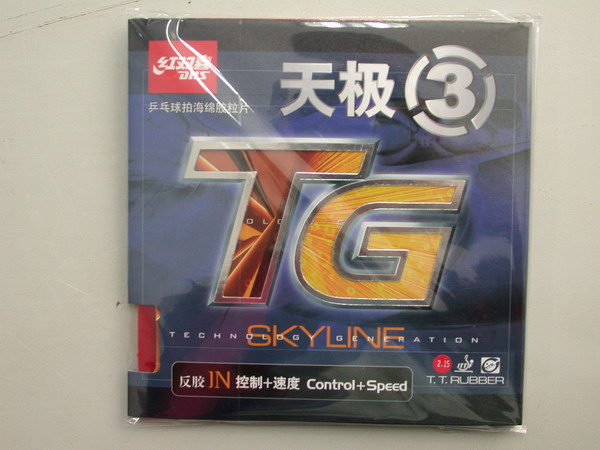 红双喜
DHS
天极 3
乒乓球拍海绵胶粒片
TG
SKYLINE
TECHNOLOGY GENERATION
反胶 IN 控制+速度 Control+Speed
2.15
T.T.RUBBER